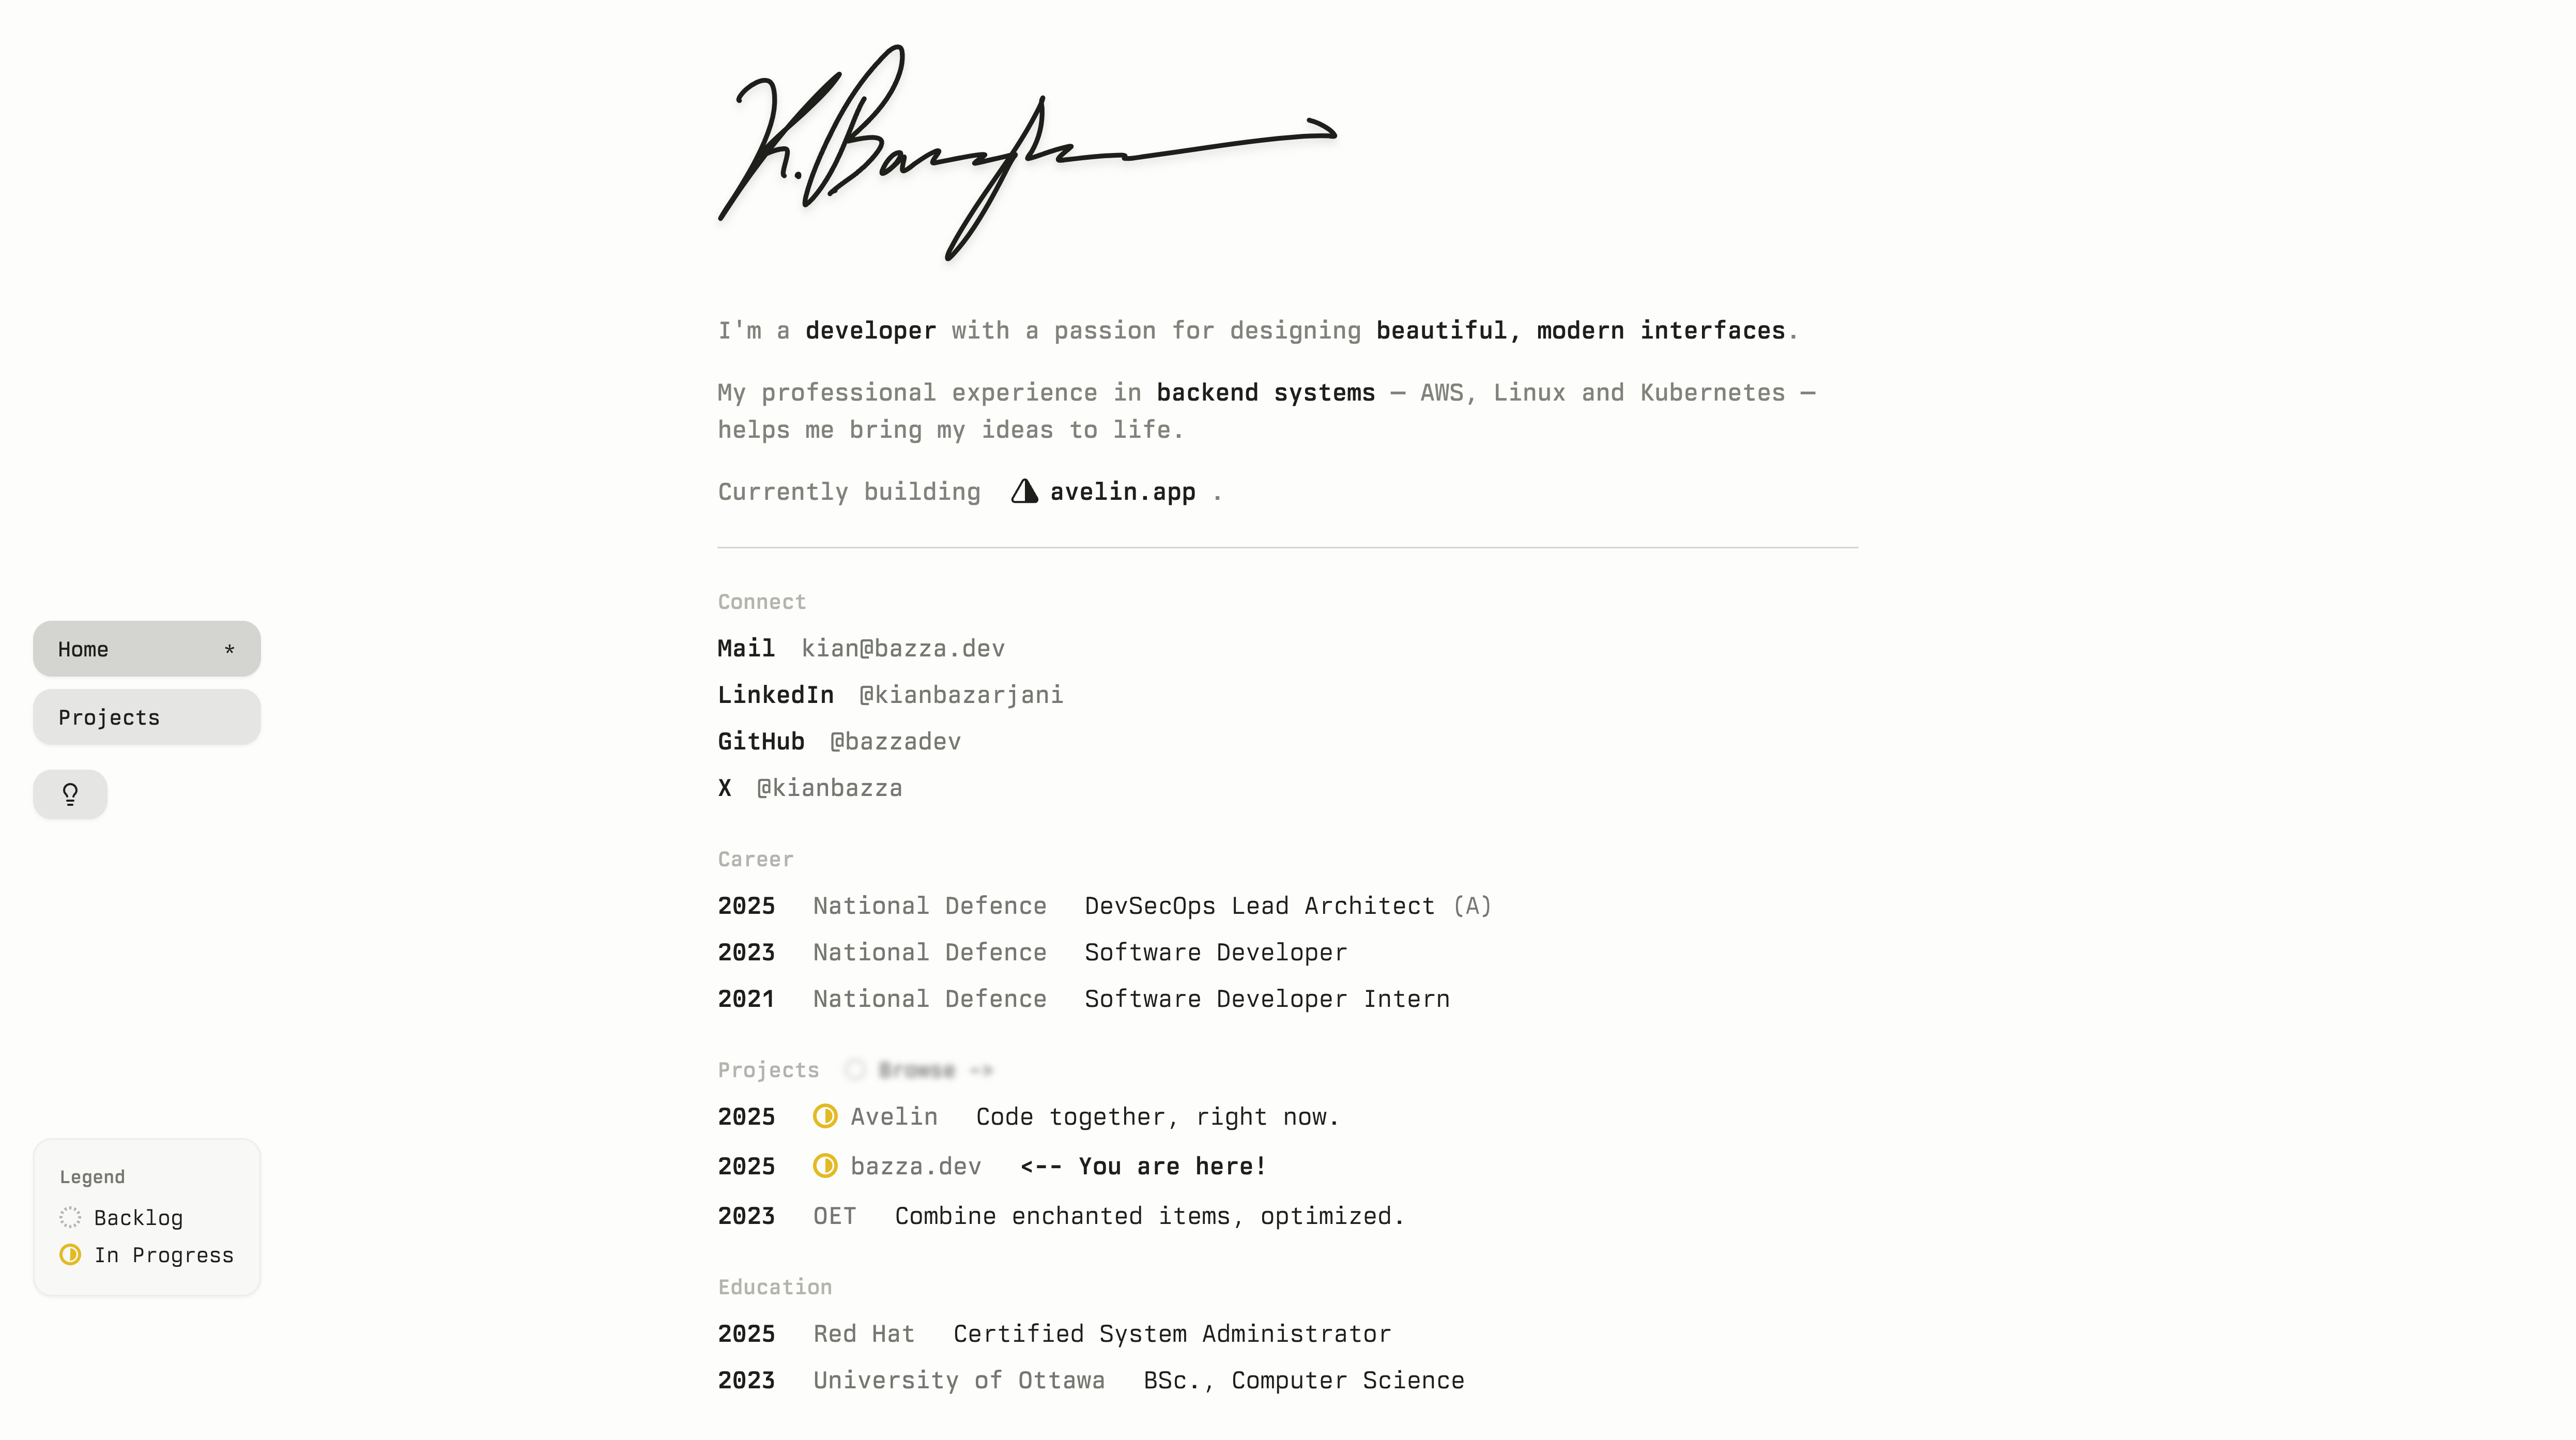 I'm a developer with a passion for designing beautiful, modern interfaces.
My professional experience in backend systems — AWS, Linux and Kubernetes —
helps me bring my ideas to life.
Currently building avelin.app .
Home *
Projects
Connect
Mail kian@bazza.dev
LinkedIn @kianbazarjani
GitHub @bazzadev
X @kianbazza
Career
2025 National Defence DevSecOps Lead Architect (A)
2023 National Defence Software Developer
2021 National Defence Software Developer Intern
Projects Browse ->
2025 Avelin Code together, right now.
2025 bazza.dev <-- You are here!
2023 OET Combine enchanted items, optimized.
Legend
Backlog
In Progress
Education
2025 Red Hat Certified System Administrator
2023 University of Ottawa BSc., Computer Science